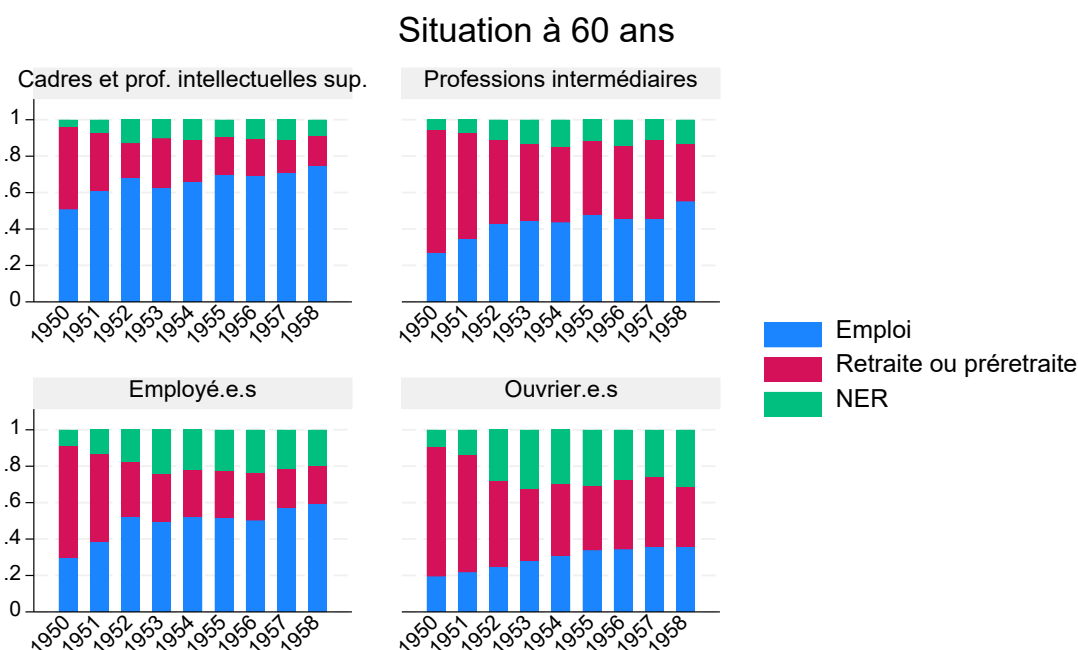 Situation à 60 ans
Cadres et prof. intellectuelles sup.
Professions intermédiaires
1
.8
.6
.4
.2
0
1950 1951 1952 1953 1954 1955 1956 1957 1958
1950 1951 1952 1953 1954 1955 1956 1957 1958
Employé.e.s
Ouvrier.e.s
1
.8
.6
.4
.2
0
1950 1951 1952 1953 1954 1955 1956 1957 1958
1950 1951 1952 1953 1954 1955 1956 1957 1958
Emploi
Retraite ou préretraite
NER